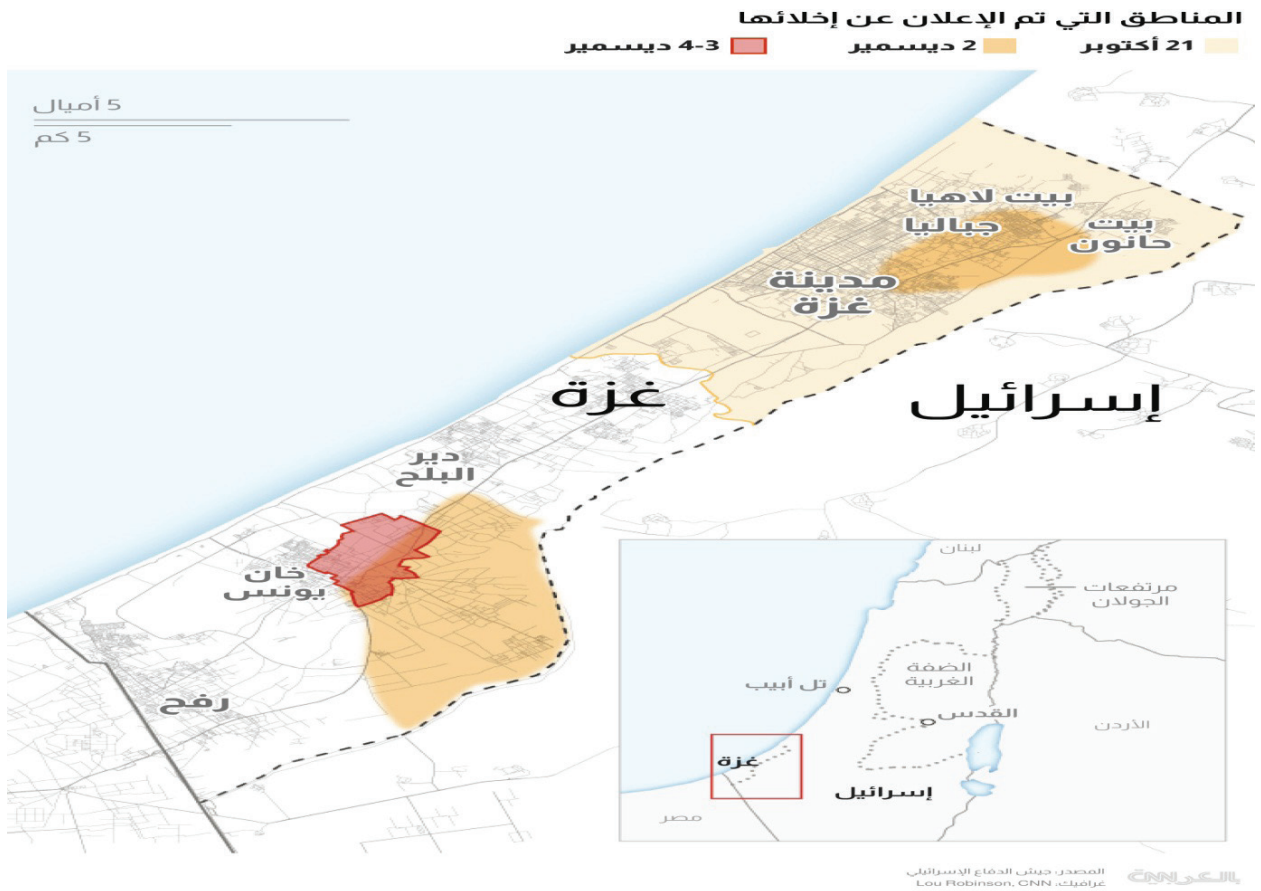 المناطق التي تم الإعلان عن إخلائها
21 أكتوبر
2 ديسمبر
3-4 ديسمبر
5 أميال
5 كم
بيت لاهيا
جباليا
بيت
حانون
مدينة
غزة
غزة
إسرائيل
دير
البلح
خان
يونس
رفح
لبنان
مرتفعات
الجولان
الضفة
الغربية
تل أبيب
القدس
الأردن
غزة
إسرائيل
مصر
المصدر: جيش الدفاع الإسرائيلي
غرافيك: Lou Robinson, CNN
CNN بالعربية